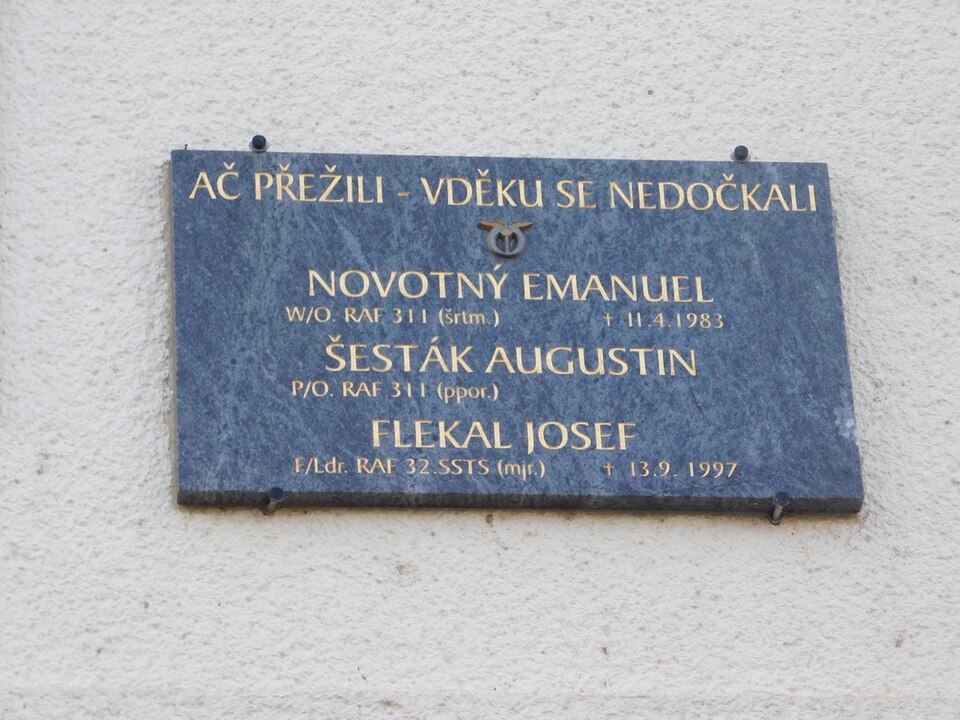 AČ PŘEŽILI - VDĚKU SE NEDOČKALI
NOVOTNÝ EMANUEL
W/O. RAF 311 (šrtm.) † 11.4.1983
ŠESTÁK AUGUSTIN
P/O. RAF 311 (ppor.)
FLEKAL JOSEF
F/Ldr. RAF 32.SSTS (mjr.) † 13.9. 1997